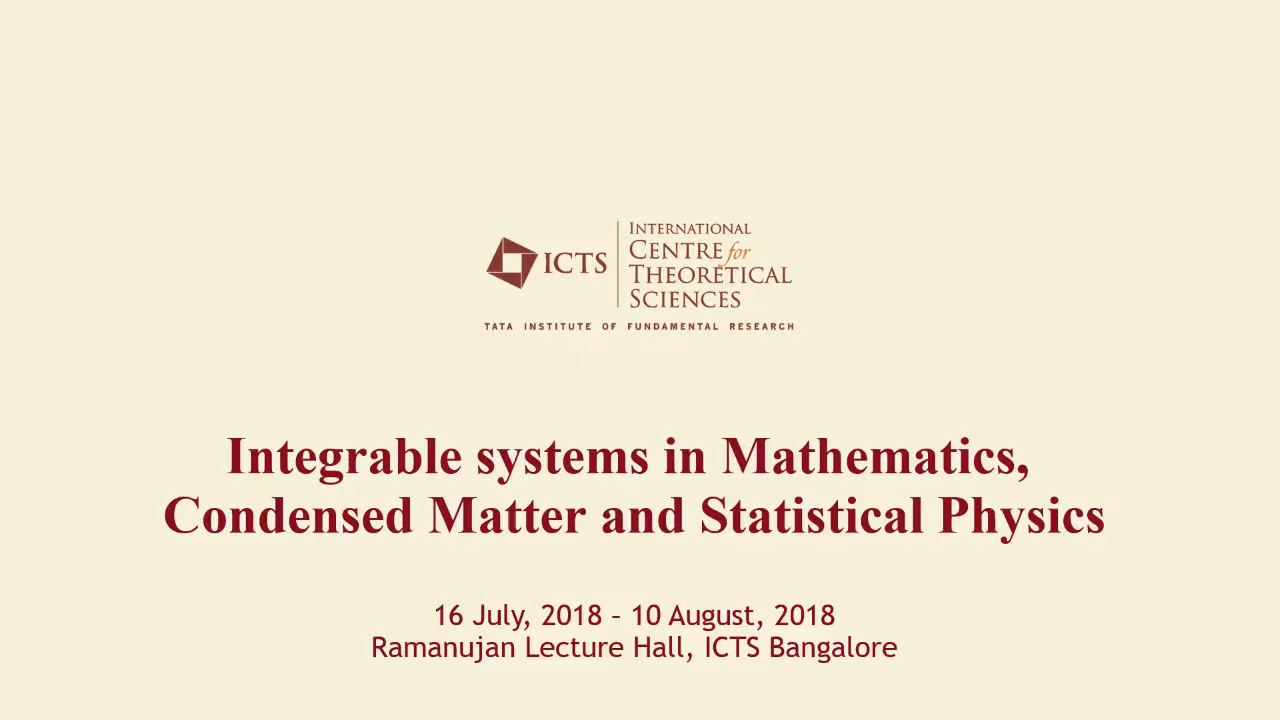 ICTS
INTERNATIONAL
CENTRE for
THEORETICAL
SCIENCES
TATA INSTITUTE OF FUNDAMENTAL RESEARCH
Integrable systems in Mathematics,
Condensed Matter and Statistical Physics
16 July, 2018 – 10 August, 2018
Ramanujan Lecture Hall, ICTS Bangalore